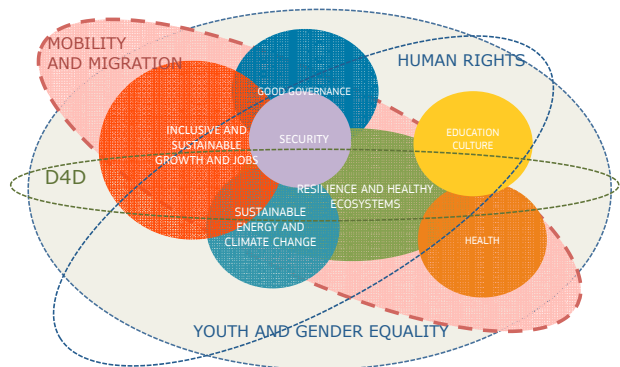 MOBILITY
AND MIGRATION
HUMAN RIGHTS
GOOD GOVERNANCE
INCLUSIVE AND
SUSTAINABLE
GROWTH AND JOBS
SECURITY
EDUCATION
CULTURE
D4D
RESILIENCE AND HEALTHY
ECOSYSTEMS
SUSTAINABLE
ENERGY AND
CLIMATE CHANGE
HEALTH
YOUTH AND GENDER EQUALITY